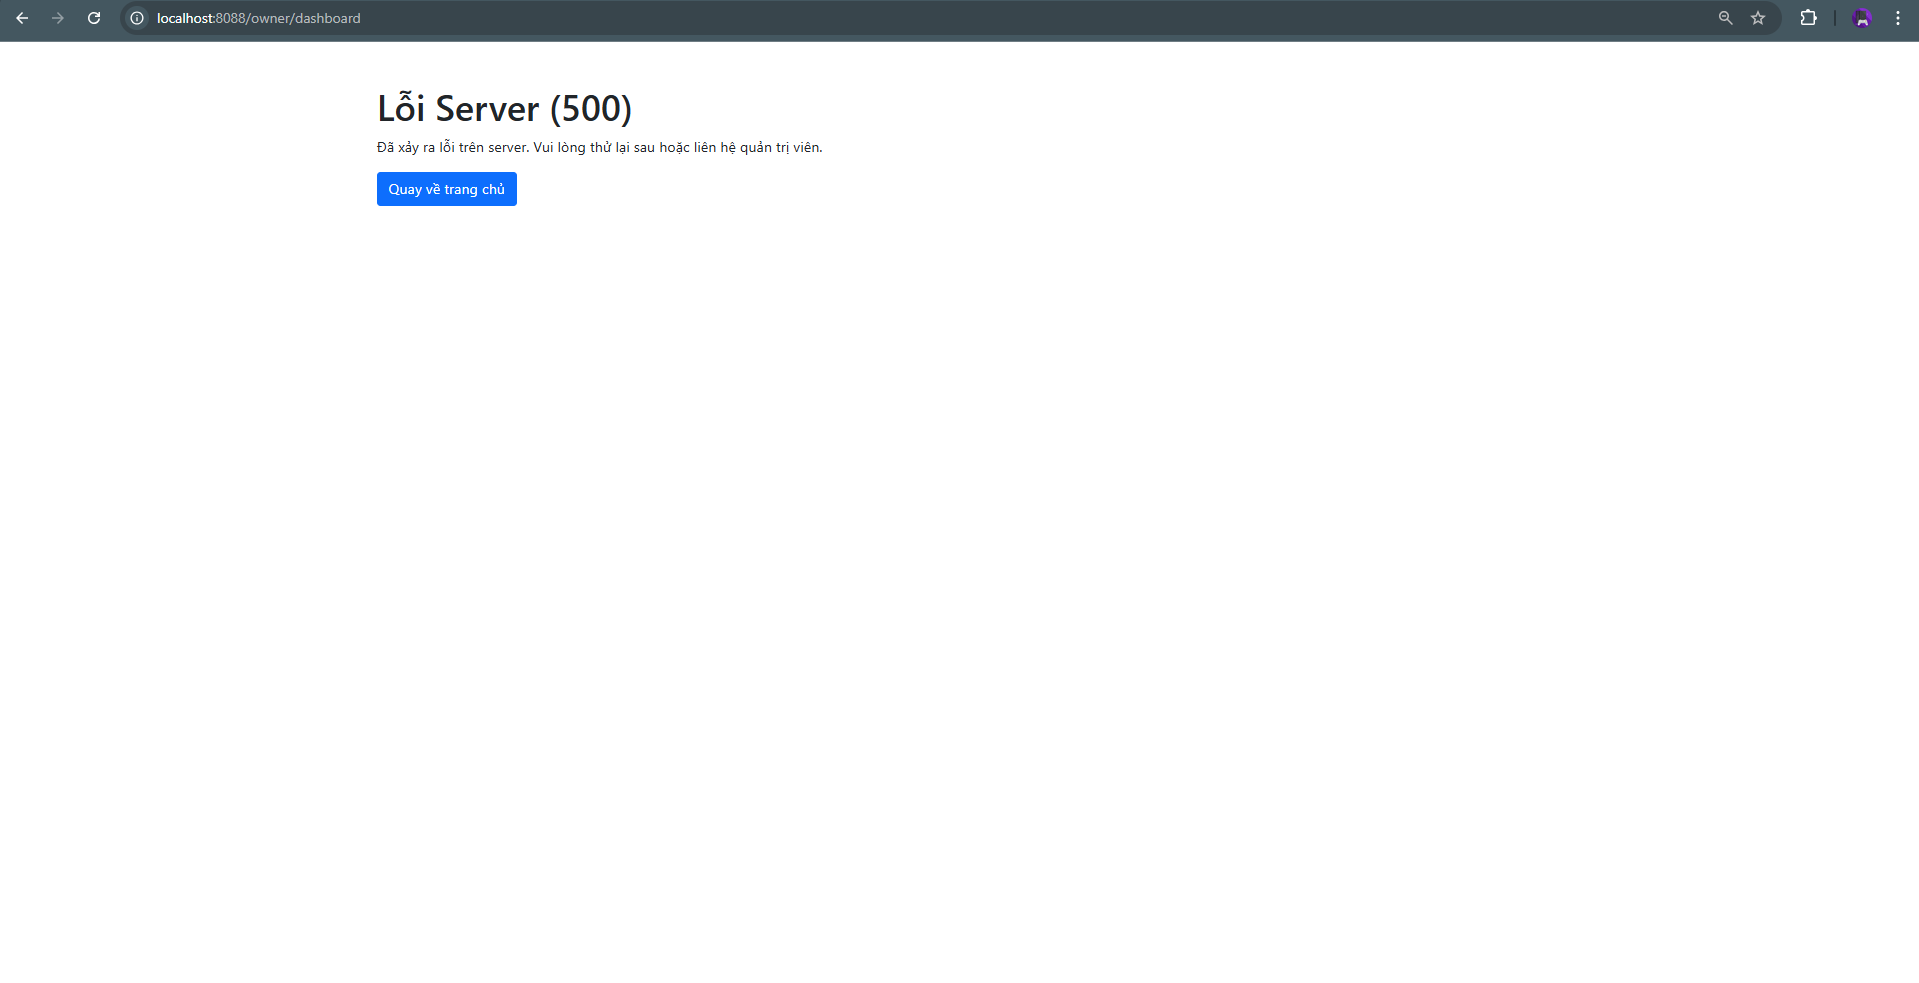 localhost:8088/owner/dashboard
Lỗi Server (500)
Đã xảy ra lỗi trên server. Vui lòng thử lại sau hoặc liên hệ quản trị viên.
Quay về trang chủ